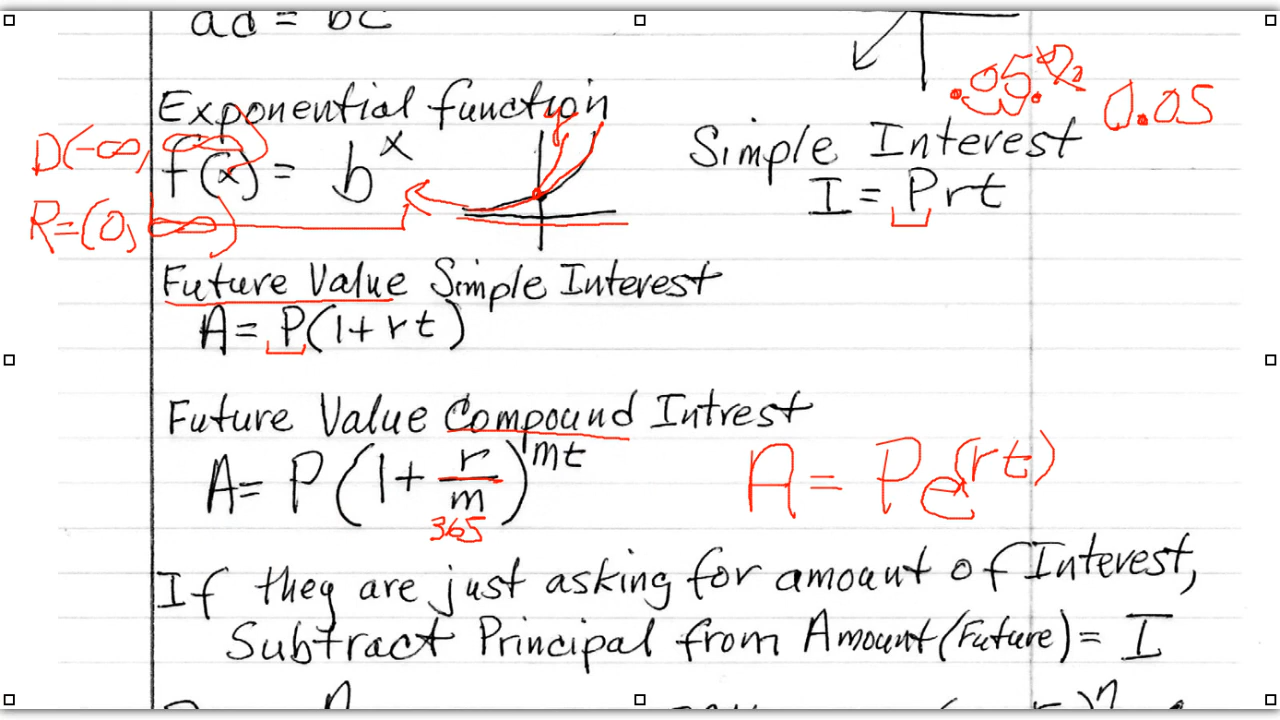 ad = bc
Exponential function
D(-∞, ∞)
f(x) = b^x
R=(0, ∞)
.05.%
0.05
Simple Interest
I = Prt
Future Value Simple Interest
A = P(1+rt)
Future Value Compound Intrest
A = P(1+ r/m)^mt
365
A = Pe^(rt)
If they are just asking for amount of Interest,
Subtract Principal from Amount (Future) = I